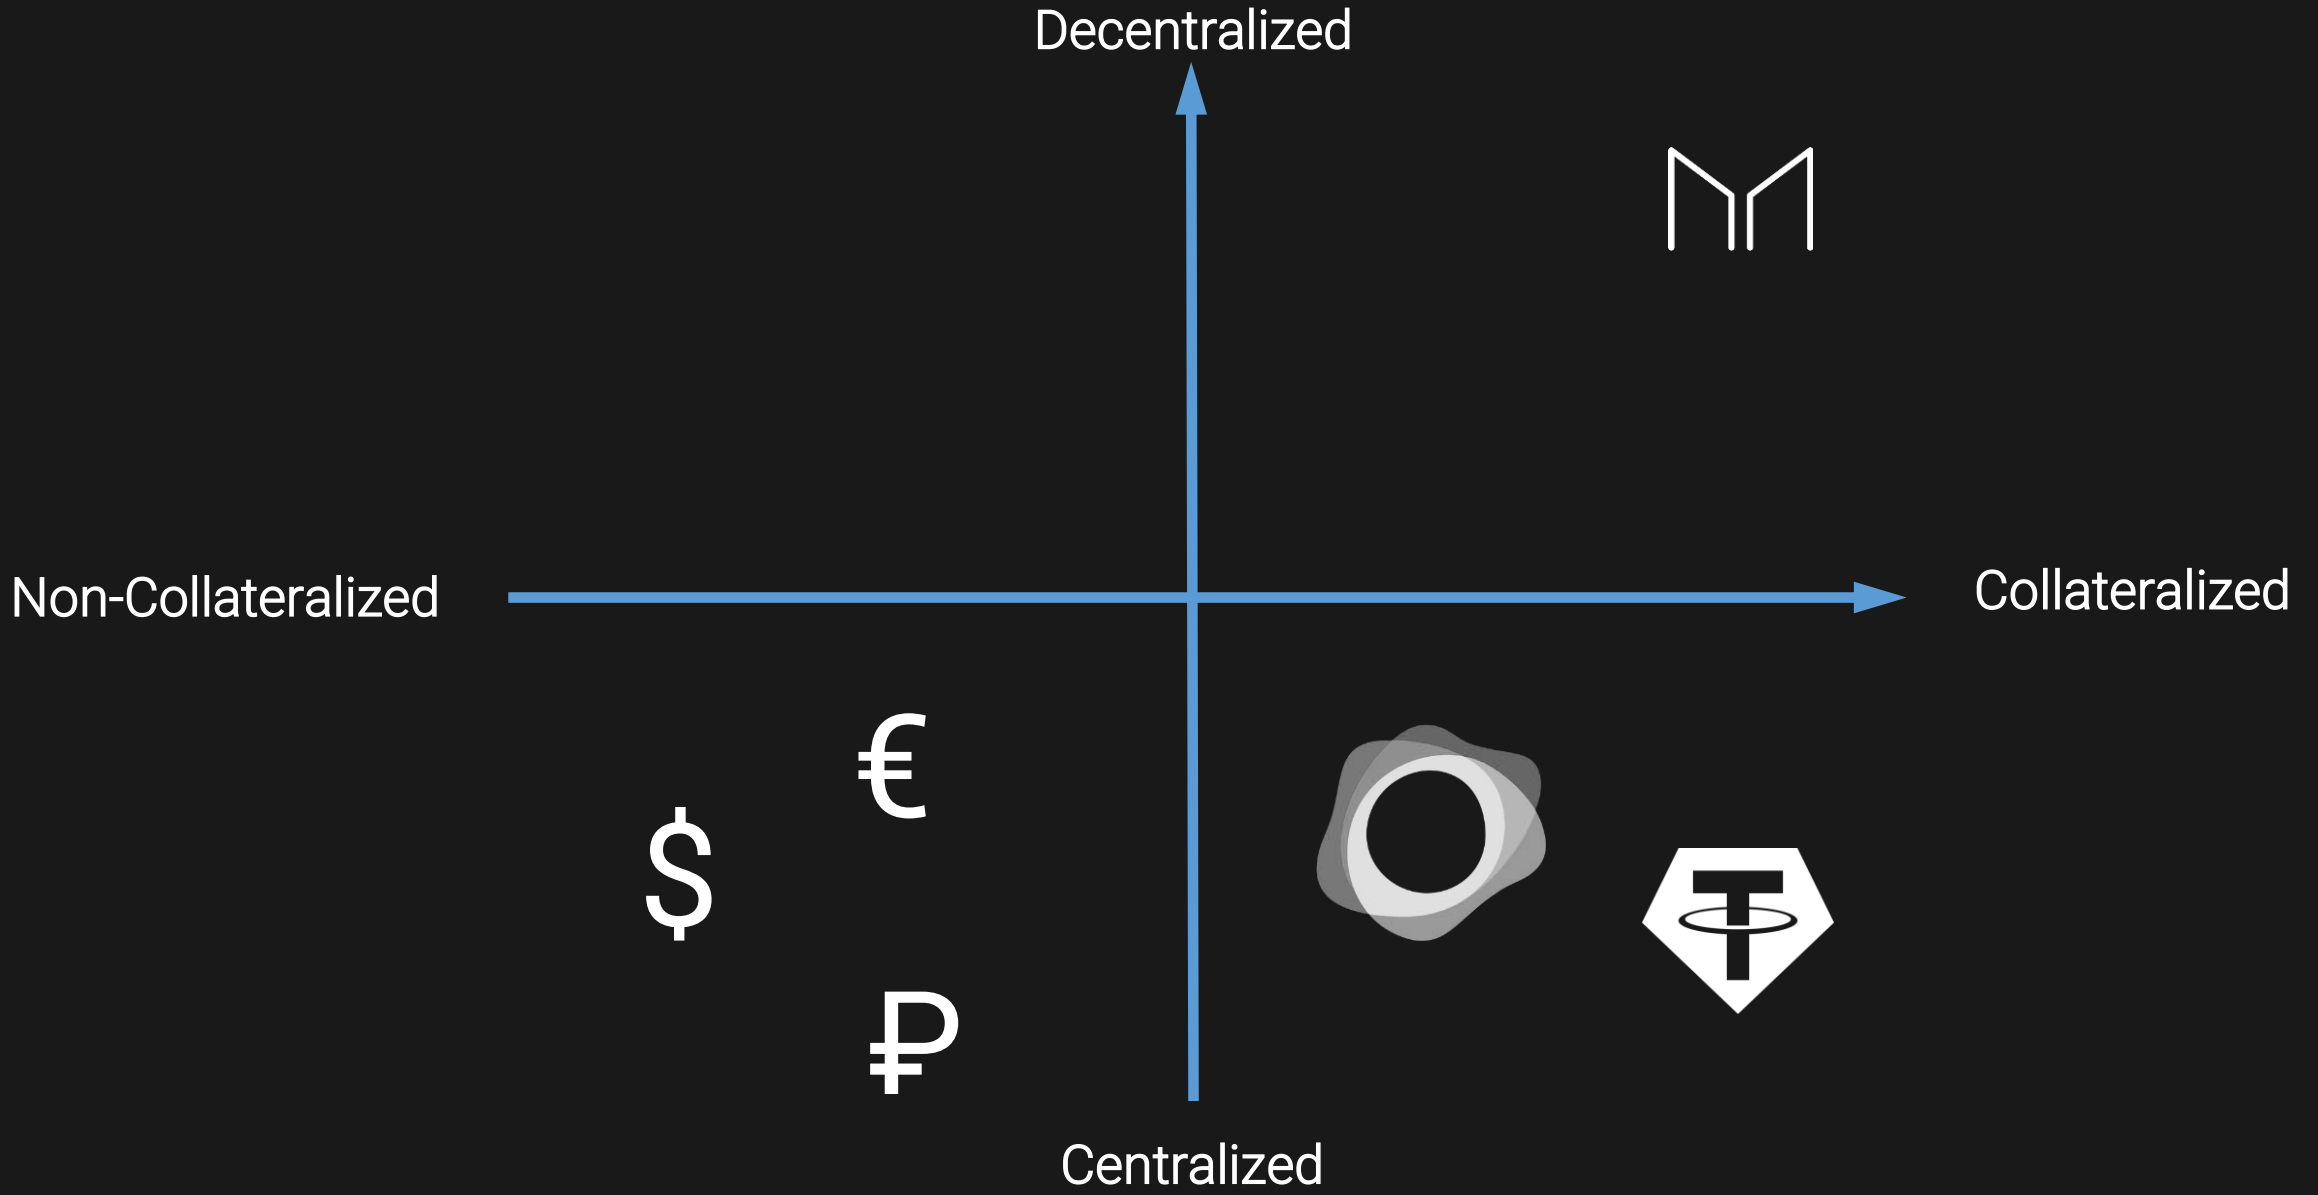 Decentralized
Non-Collateralized
Collateralized
€
$
₽
Centralized